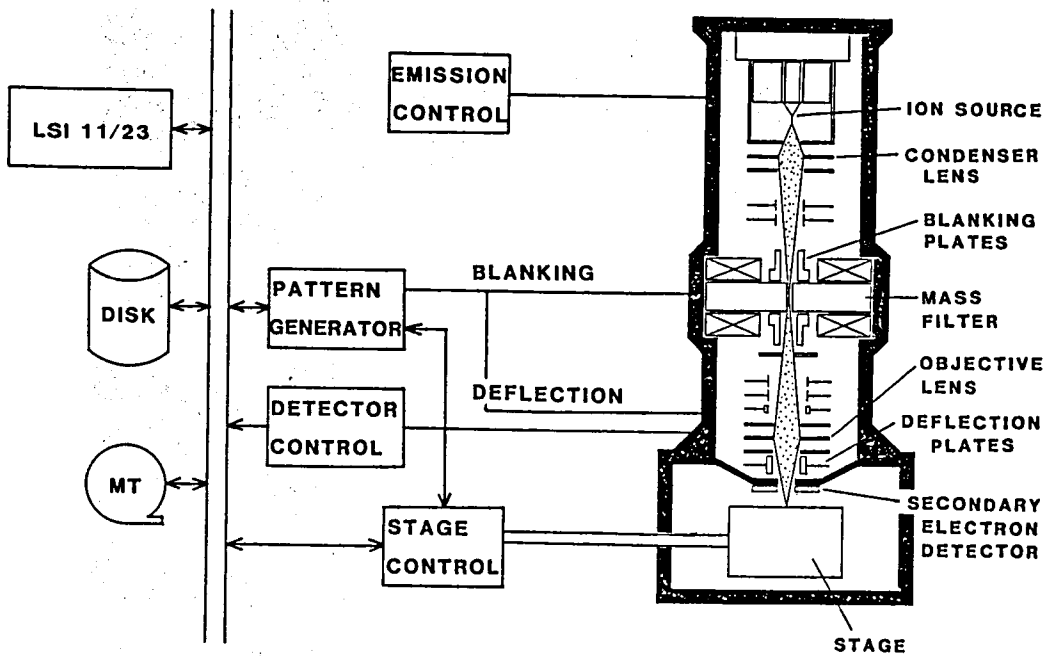 EMISSION
CONTROL
LSI 11/23
DISK
MT
PATTERN
GENERATOR
DETECTOR
CONTROL
STAGE
CONTROL
BLANKING
DEFLECTION
ION SOURCE
CONDENSER
LENS
BLANKING
PLATES
MASS
FILTER
OBJECTIVE
LENS
DEFLECTION
PLATES
SECONDARY
ELECTRON
DETECTOR
STAGE